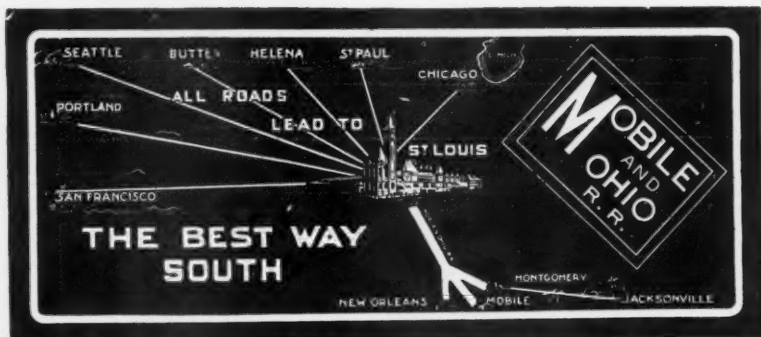 SEATTLE
BUTTE
HELENA
ST PAUL
L. MICH.
CHICAGO
ALL ROADS
PORTLAND
LEAD TO
ST LOUIS
SAN FRANCISCO
MOBILE
AND
OHIO
R. R.
THE BEST WAY
SOUTH
MONTGOMERY
NEW ORLEANS
MOBILE
JACKSONVILLE